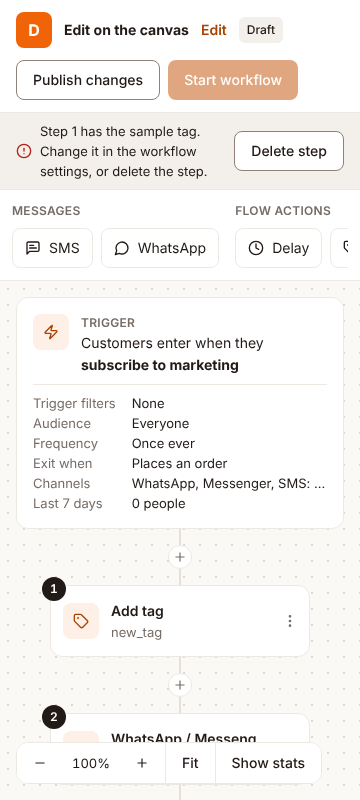 D
Edit on the canvas Edit Draft
Publish changes Start workflow
Step 1 has the sample tag.
Change it in the workflow
settings, or delete the step.
Delete step
MESSAGES FLOW ACTIONS
SMS WhatsApp Delay
TRIGGER
Customers enter when they
subscribe to marketing
Trigger filters None
Audience Everyone
Frequency Once ever
Exit when Places an order
Channels WhatsApp, Messenger, SMS: ...
Last 7 days 0 people
1
Add tag
new_tag
2
WhatsApp / Messeng
100% Fit Show stats